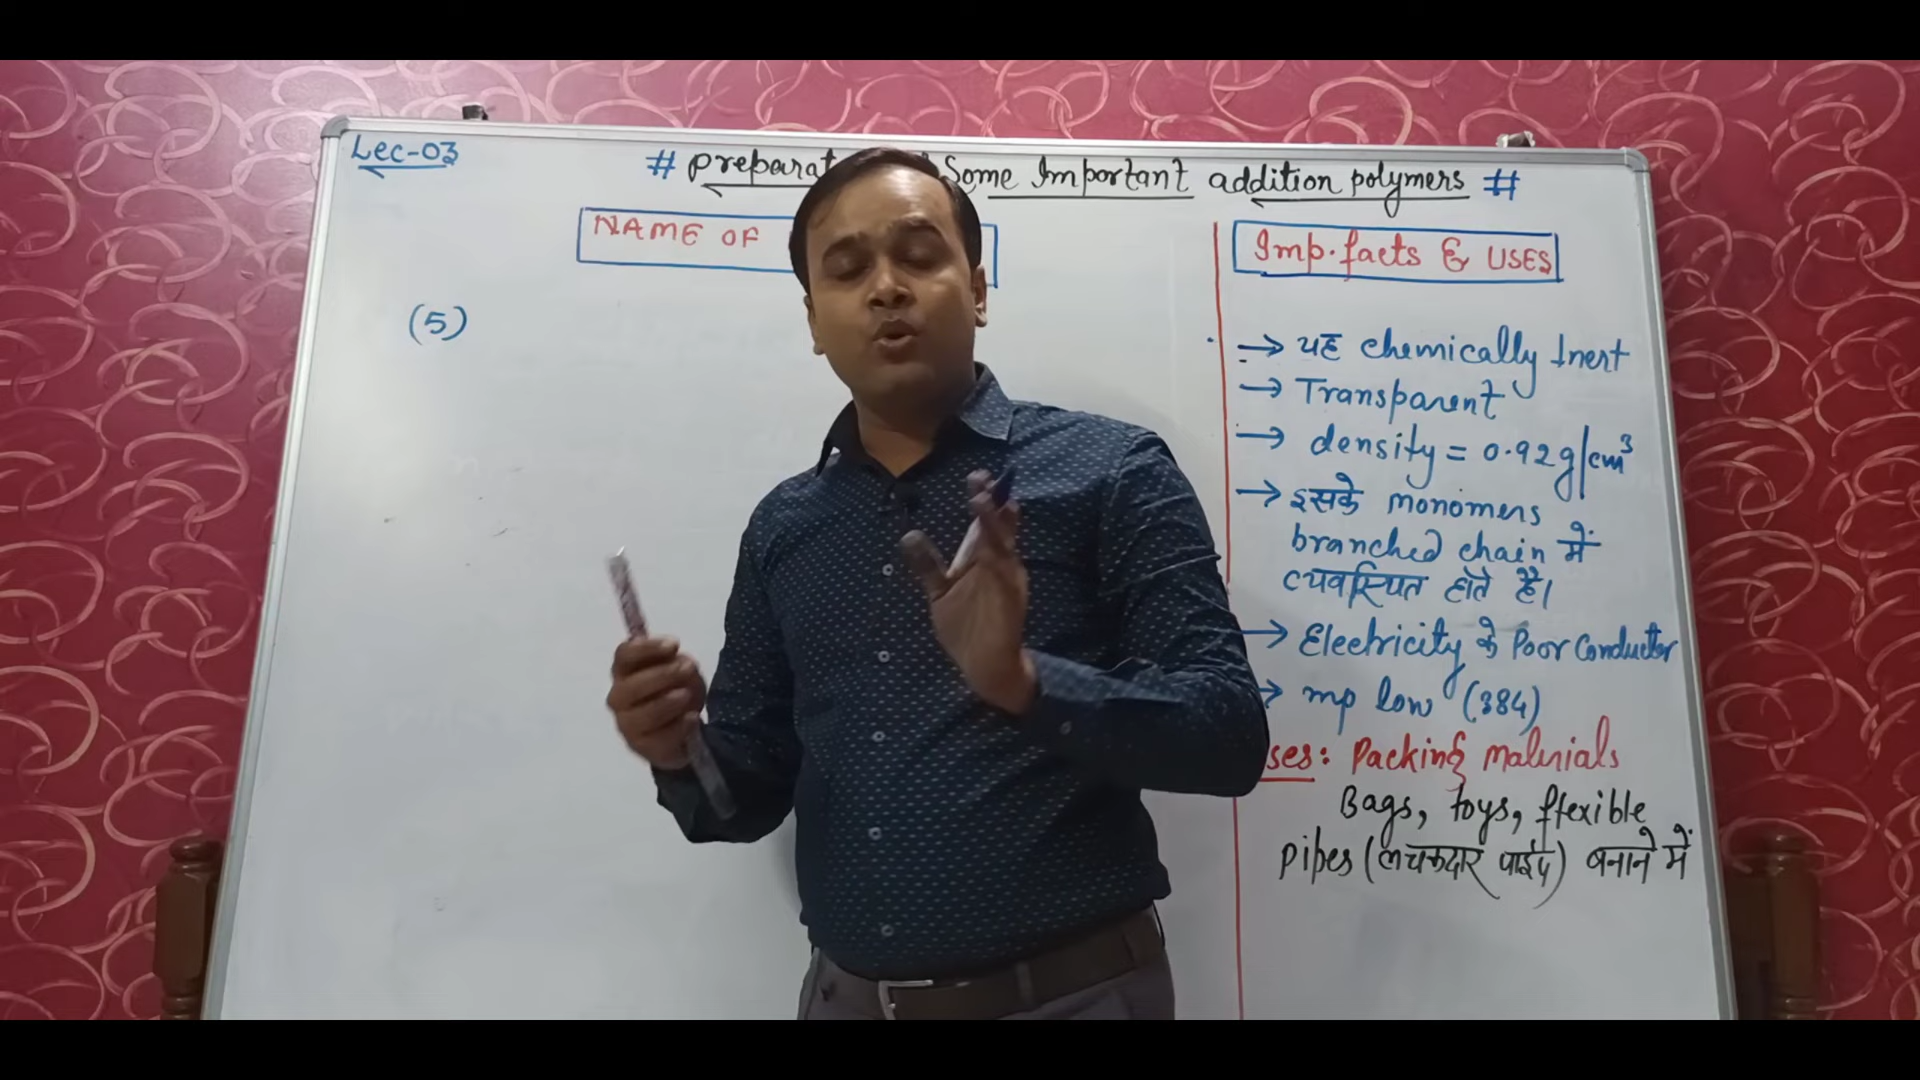 Lec-03
# preparat Some Important addition polymers #
NAME OF
Imp. facts & USES
(5)
→ यह chemically Inert
→ Transparent
→ density = 0.92g/cm³
→ इसके monomers
branched chain में
व्यवस्थित होते है।
→ Electricity के Poor Conductor
→ mp low (384)
ses: Packing Materials
Bags, toys, flexible
pipes (लचकदार पाईप) बनाने में